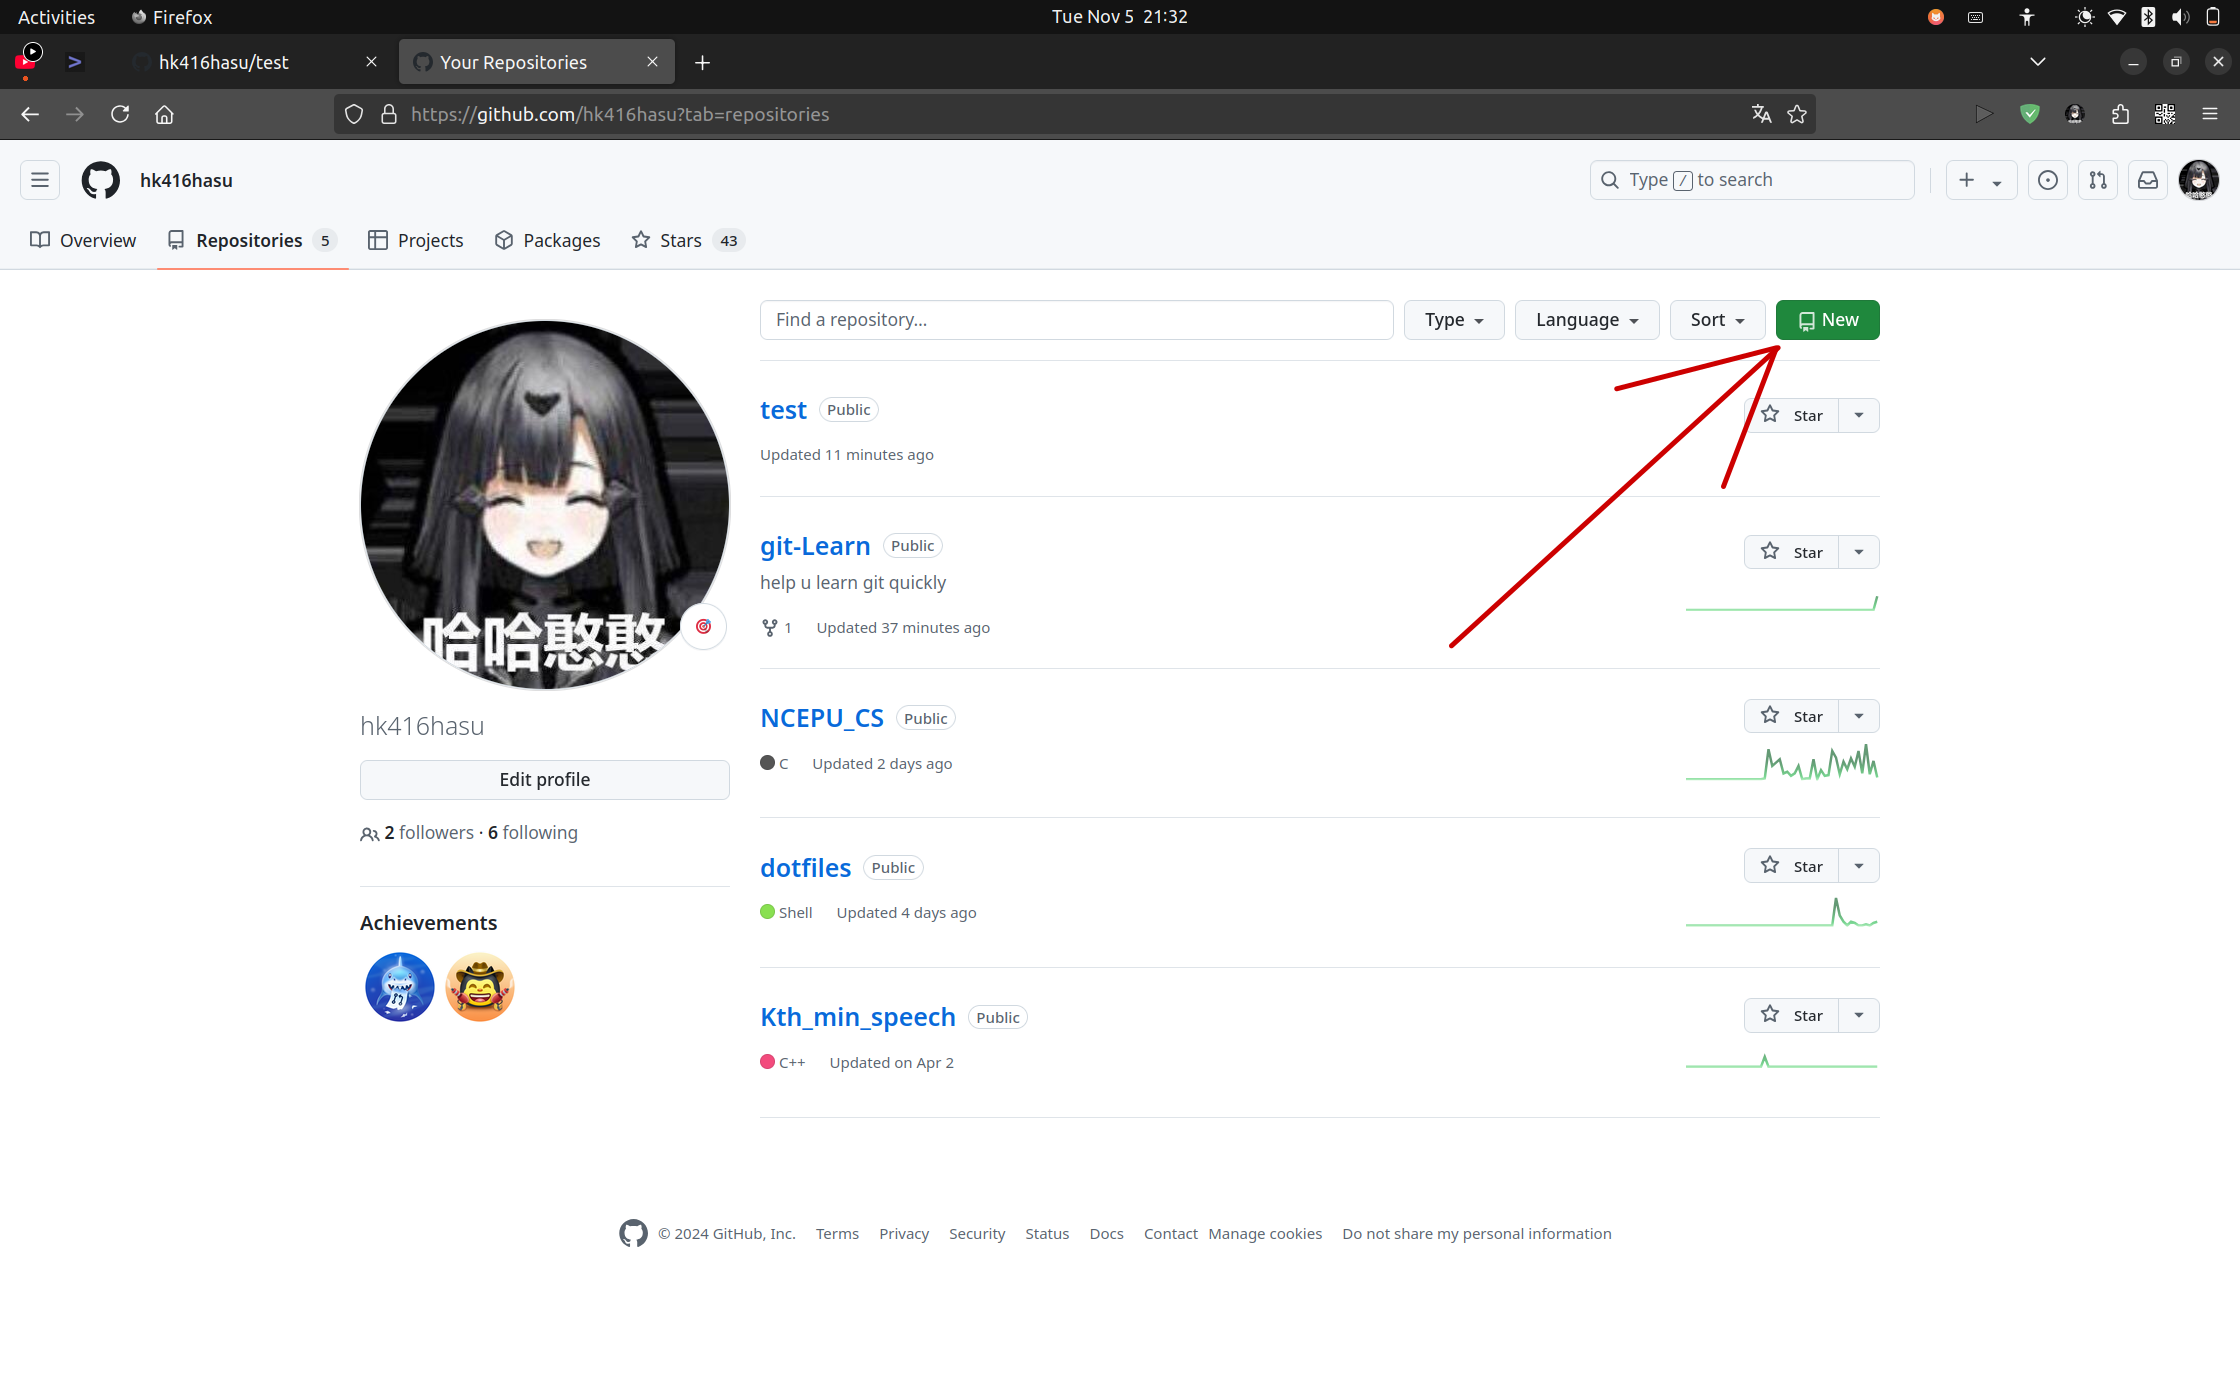 Activities Firefox Tue Nov 5 21:32
hk416hasu/test Your Repositories
https://github.com/hk416hasu?tab=repositories
hk416hasu Type / to search
Overview Repositories 5 Projects Packages Stars 43
Find a repository... Type Language Sort New
test Public Star
Updated 11 minutes ago
git-Learn Public Star
help u learn git quickly
1 Updated 37 minutes ago
哈哈憨憨
NCEPU_CS Public Star
C Updated 2 days ago
hk416hasu
Edit profile
2 followers · 6 following
dotfiles Public Star
Shell Updated 4 days ago
Achievements
Kth_min_speech Public Star
C++ Updated on Apr 2
© 2024 GitHub, Inc. Terms Privacy Security Status Docs Contact Manage cookies Do not share my personal information